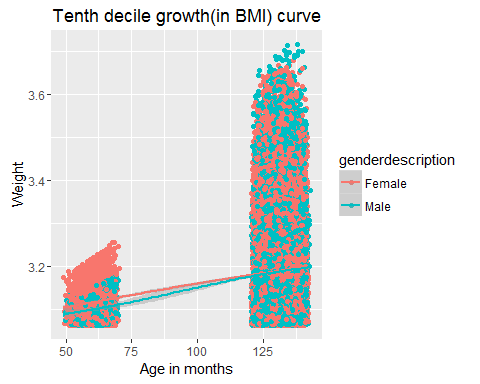 Tenth decile growth(in BMI) curve
3.6
3.4
3.2
Weight
50
75
100
125
Age in months
genderdescription
Female
Male